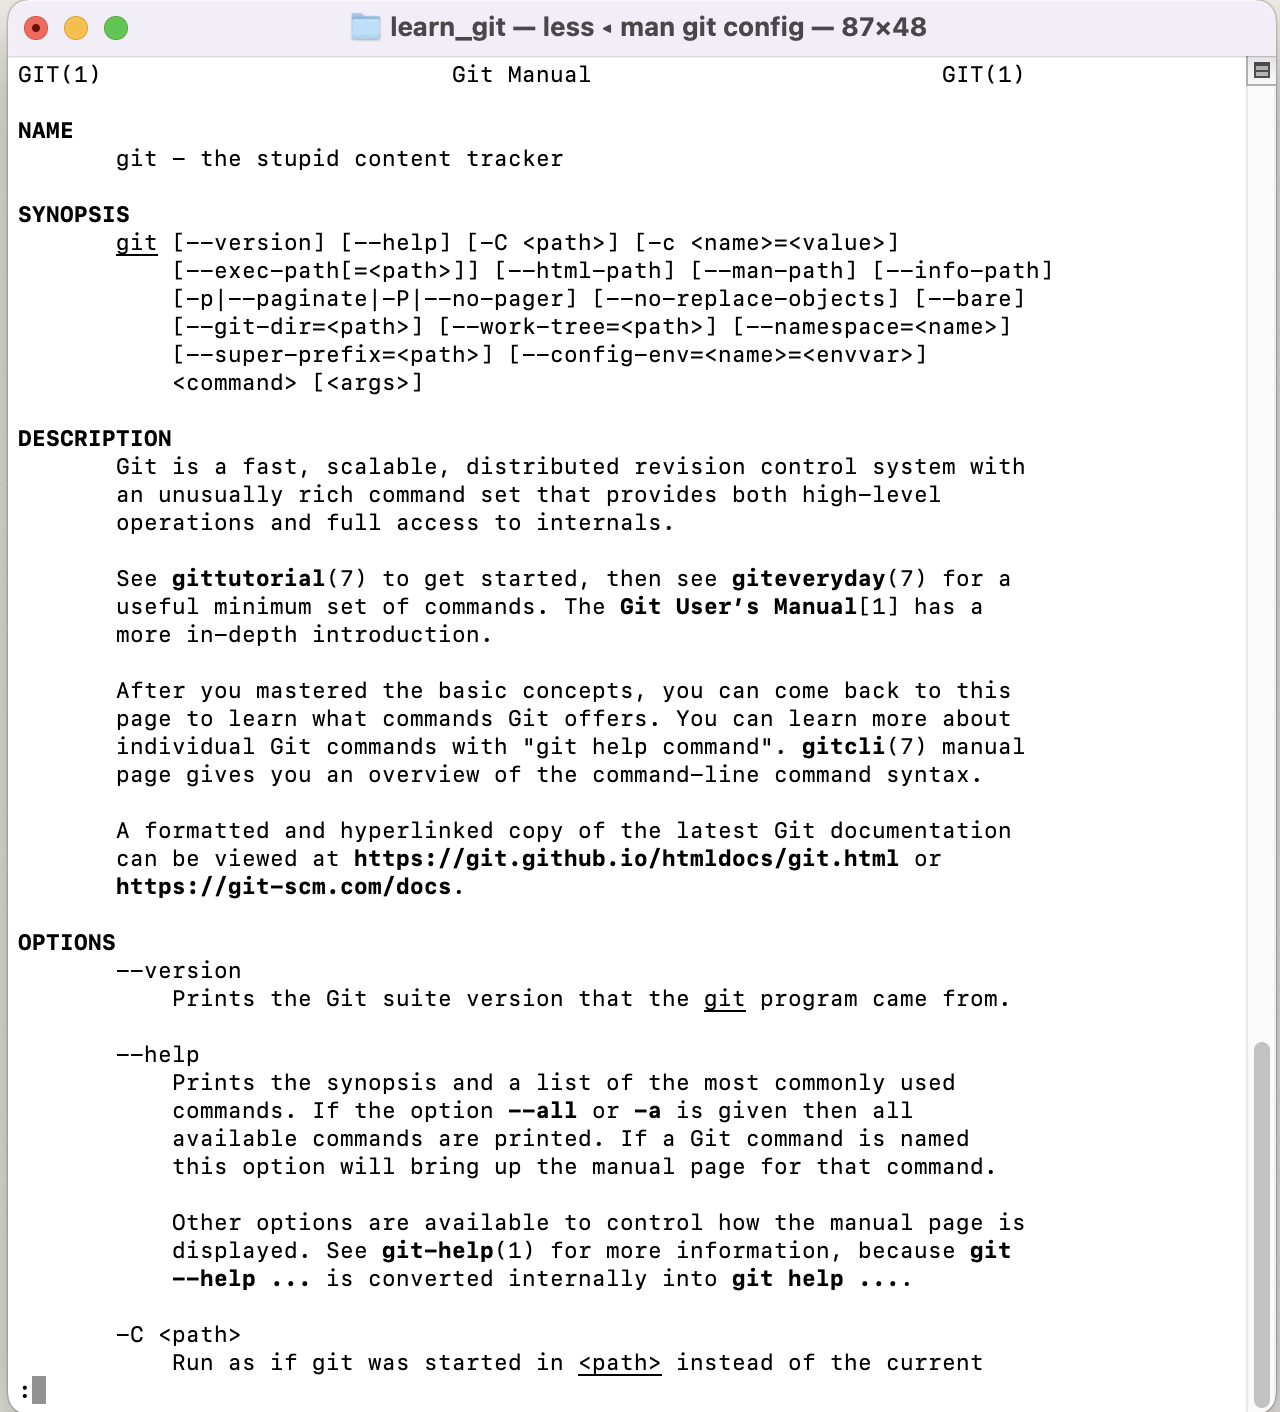 learn_git — less ◂ man git config — 87×48
GIT(1) Git Manual GIT(1)
NAME
git - the stupid content tracker
SYNOPSIS
git [--version] [--help] [-C <path>] [-c <name>=<value>]
[--exec-path[=<path>]] [--html-path] [--man-path] [--info-path]
[-p|--paginate|-P|--no-pager] [--no-replace-objects] [--bare]
[--git-dir=<path>] [--work-tree=<path>] [--namespace=<name>]
[--super-prefix=<path>] [--config-env=<name>=<envvar>]
<command> [<args>]
DESCRIPTION
Git is a fast, scalable, distributed revision control system with
an unusually rich command set that provides both high-level
operations and full access to internals.
See gittutorial(7) to get started, then see giteveryday(7) for a
useful minimum set of commands. The Git User’s Manual[1] has a
more in-depth introduction.
After you mastered the basic concepts, you can come back to this
page to learn what commands Git offers. You can learn more about
individual Git commands with "git help command". gitcli(7) manual
page gives you an overview of the command-line command syntax.
A formatted and hyperlinked copy of the latest Git documentation
can be viewed at https://git.github.io/htmldocs/git.html or
https://git-scm.com/docs.
OPTIONS
--version
Prints the Git suite version that the git program came from.
--help
Prints the synopsis and a list of the most commonly used
commands. If the option --all or -a is given then all
available commands are printed. If a Git command is named
this option will bring up the manual page for that command.
Other options are available to control how the manual page is
displayed. See git-help(1) for more information, because git
--help ... is converted internally into git help ....
-C <path>
Run as if git was started in <path> instead of the current
: